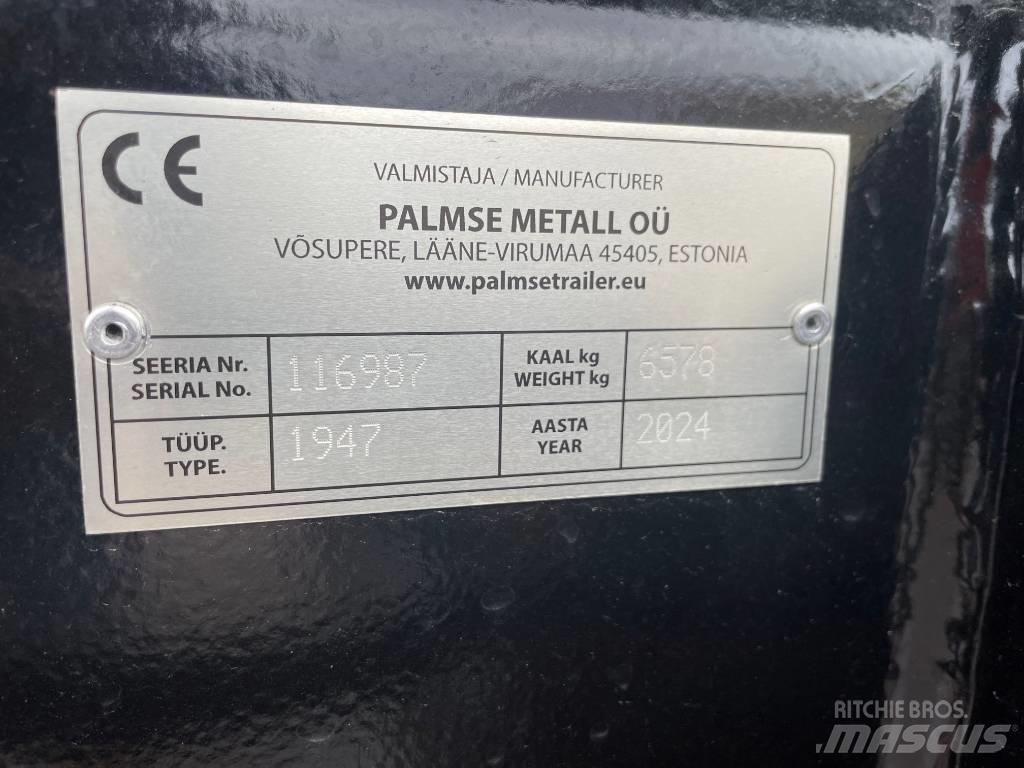 CE
VALMISTAJA / MANUFACTURER
PALMSE METALL OÜ
VÕSUPERE, LÄÄNE-VIRUMAA 45405, ESTONIA
www.palmsetrailer.eu
SEERIA Nr.
SERIAL No.
116987
KAAL kg
WEIGHT kg
6578
TÜÜP.
TYPE.
1947
AASTA
YEAR
2024
RITCHIE BROS.
MASCUS